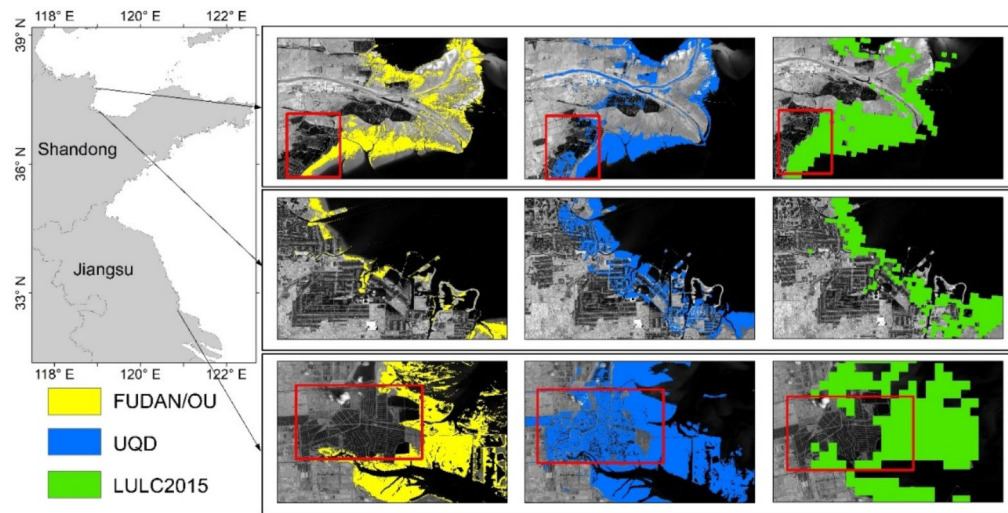 118° E 120° E 122° E
39° N
36° N
33° N
Shandong
Jiangsu
118° E 120° E 122° E
FUDAN/OU
UQD
LULC2015